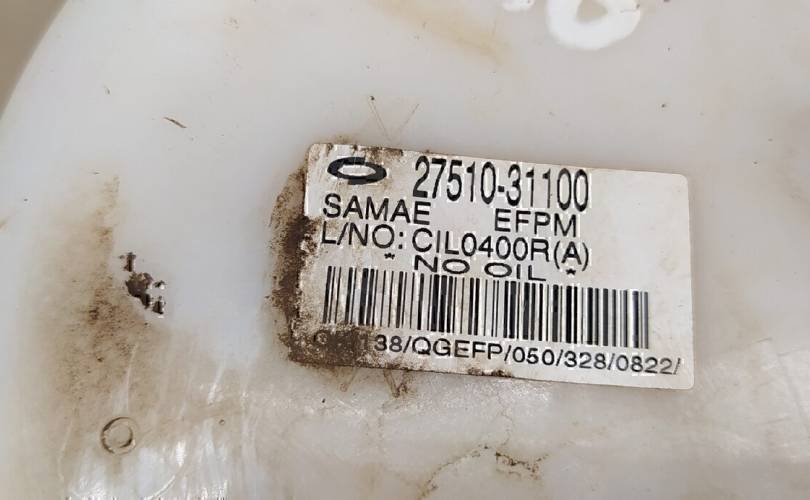 27510-31100
SAMAE EFPM
L/NO: CIL0400R(A)
* NO OIL *
38/QGEFP/050/328/0822/